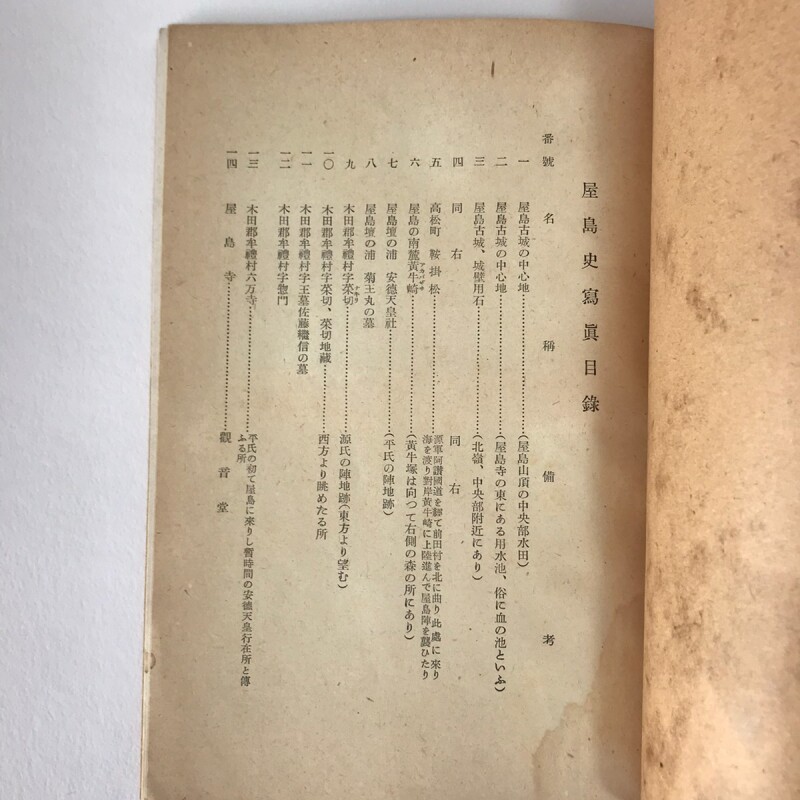 屋島史寫眞目錄
番號 名稱 備考
一 屋島古城の中心地……………………(屋島山頂の中央部水田)
二 屋島古城の中心地……………………(屋島寺の東にある用水池、俗に血の池といふ)
三 屋島古城、城壁用石……………………(北嶺、中央部附近にあり)
四 同右 同右
五 高松町 鞍掛松……………………源軍阿讃國道を經て前田村を北に曲り此處に來り
海を渡り對岸黃牛崎に上陸進んで屋島陣を襲ひたり
六 屋島の南麓黃牛崎……………………(黃牛塚は向つて右側の森の所にあり)
七 屋島壇の浦 安德天皇社……………………(平氏の陣地跡)
八 屋島壇の浦 菊王丸の墓
九 木田郡牟禮村字菜切……………………源氏の陣地跡(東方より望む)
一〇 木田郡牟禮村字菜切、菜切地藏……………………西方より眺めたる所
一一 木田郡牟禮村字王墓佐藤繼信の墓
一二 木田郡牟禮村字惣門
一三 木田郡牟禮村六万寺……………………平氏の初て屋島に來りし暫時間の安德天皇行在所と傳
ふる所
一四 屋島寺……………………觀音堂